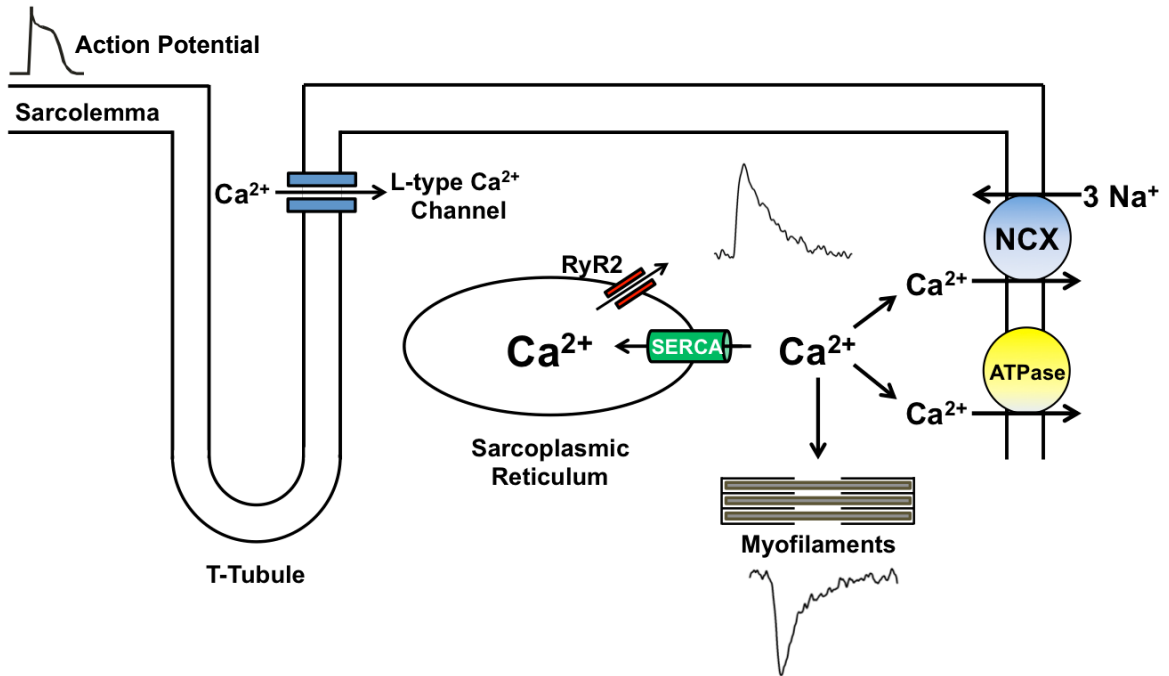 Action Potential
Sarcolemma
Ca²⁺
L-type Ca²⁺
Channel
3 Na⁺
NCX
RyR2
Ca²⁺
Ca²⁺
SERCA
Ca²⁺
ATPase
Ca²⁺
Sarcoplasmic
Reticulum
Myofilaments
T-Tubule